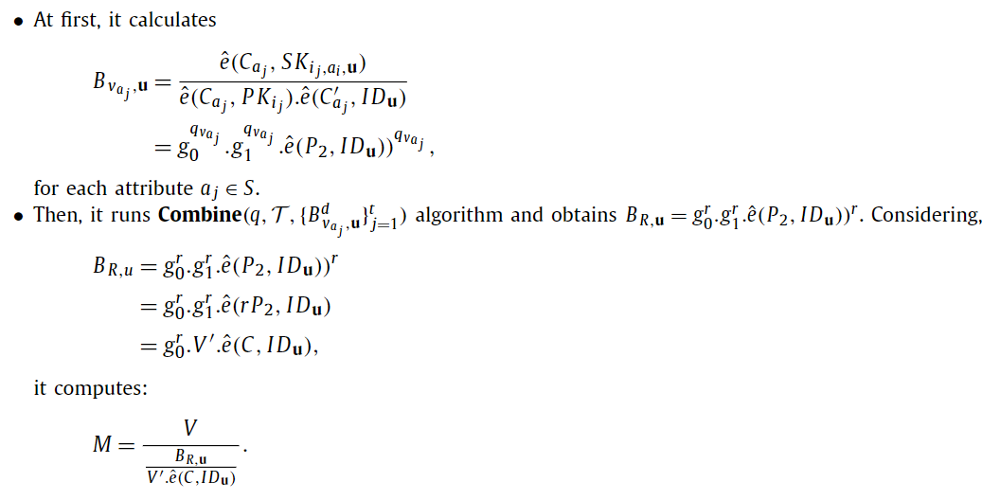 • At first, it calculates
$B_{v_{a_j},\mathbf{u}} = \frac{\hat{e}(C_{a_j}, SK_{i_j,a_i,\mathbf{u}})}{\hat{e}(C_{a_j}, PK_{i_j}).\hat{e}(C'_{a_j}, ID_{\mathbf{u}})}$
$= g_0^{q_{v_{a_j}}}.g_1^{q_{v_{a_j}}}.\hat{e}(P_2, ID_{\mathbf{u}}))^{q_{v_{a_j}}},$
for each attribute $a_j \in S$.
• Then, it runs **Combine**$(q, \mathcal{T}, \{B^d_{v_{a_j},\mathbf{u}}\}_{j=1}^t)$ algorithm and obtains $B_{R,\mathbf{u}} = g_0^r.g_1^r.\hat{e}(P_2, ID_{\mathbf{u}}))^r$. Considering,
$B_{R,u} = g_0^r.g_1^r.\hat{e}(P_2, ID_{\mathbf{u}}))^r$
$= g_0^r.g_1^r.\hat{e}(rP_2, ID_{\mathbf{u}})$
$= g_0^r.V'.\hat{e}(C, ID_{\mathbf{u}}),$
it computes:
$M = \frac{V}{\frac{B_{R,\mathbf{u}}}{V'.\hat{e}(C,ID_{\mathbf{u}})}}.$